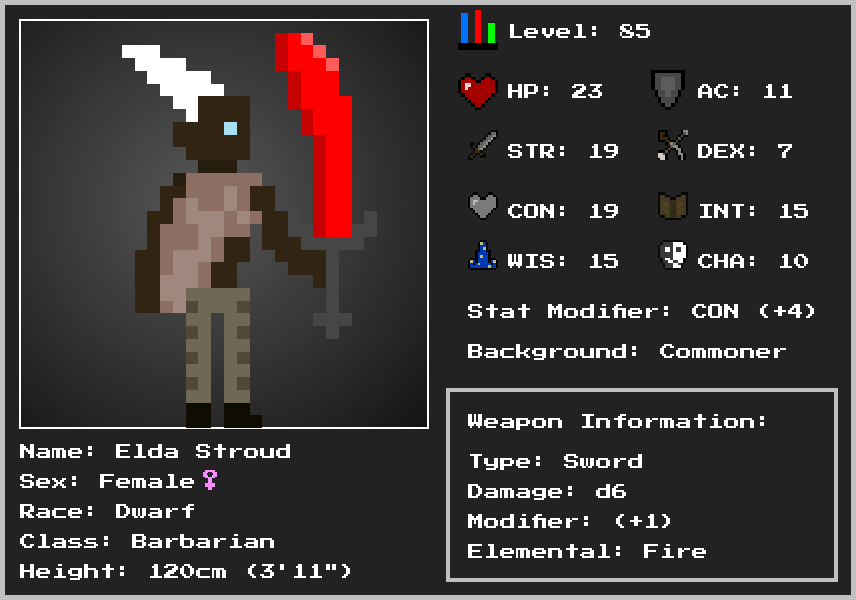 Level: 85
HP: 23
AC: 11
STR: 19
DEX: 7
CON: 19
INT: 15
WIS: 15
CHA: 10
Stat Modifier: CON (+4)
Background: Commoner
Name: Elda Stroud
Sex: Female♀
Race: Dwarf
Class: Barbarian
Height: 120cm (3'11")
Weapon Information:
Type: Sword
Damage: d6
Modifier: (+1)
Elemental: Fire